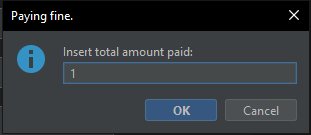 Paying fine.
Insert total amount paid:
1
OK
Cancel